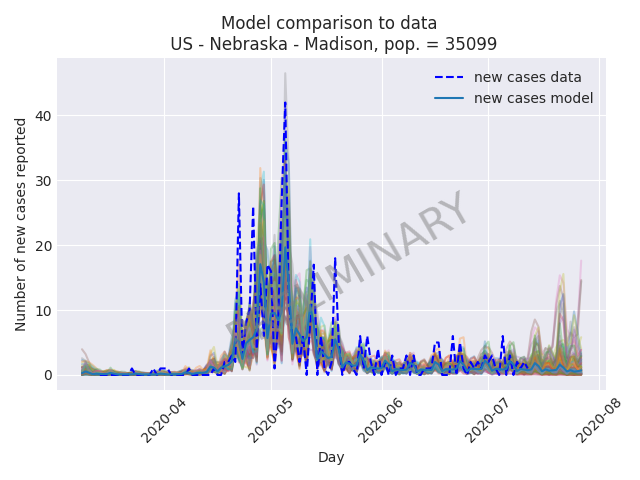 Model comparison to data
US - Nebraska - Madison, pop. = 35099
new cases data
new cases model
PRELIMINARY
Number of new cases reported
40
30
20
10
0
2020-04
2020-05
2020-06
2020-07
2020-08
Day